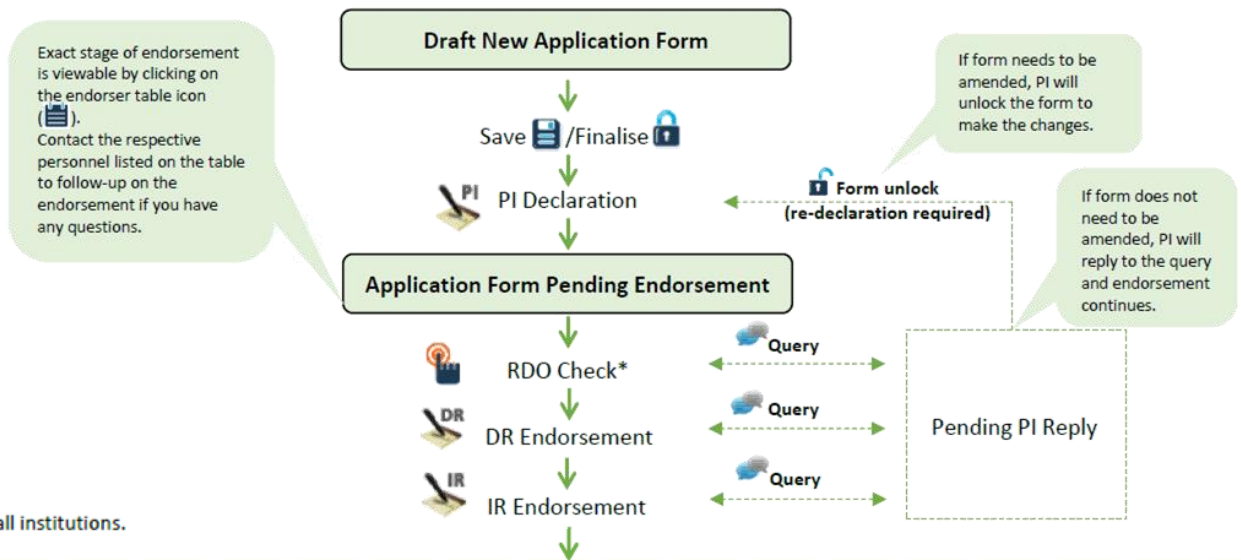 Draft New Application Form
Exact stage of endorsement
is viewable by clicking on
the endorser table icon
( ).
Contact the respective
personnel listed on the table
to follow-up on the
endorsement if you have
any questions.
If form needs to be
amended, PI will
unlock the form to
make the changes.
Save /Finalise
PI
PI Declaration
Form unlock
(re-declaration required)
If form does not
need to be
amended, PI will
reply to the query
and endorsement
continues.
Application Form Pending Endorsement
RDO Check*
Query
DR
DR Endorsement
Query
Pending PI Reply
IR
IR Endorsement
Query
all institutions.